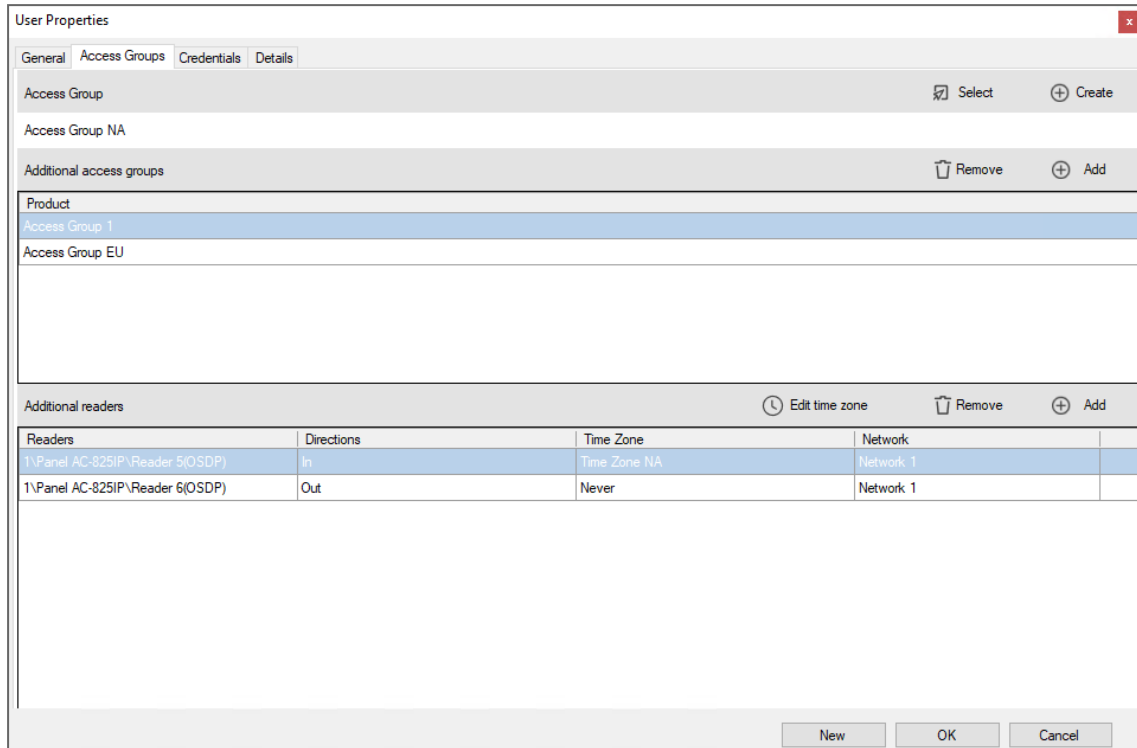 User Properties
x
General Access Groups Credentials Details
Access Group Select Create
Access Group NA
Additional access groups Remove Add
Product
Access Group 1
Access Group EU
Additional readers Edit time zone Remove Add
Readers Directions Time Zone Network
1\Panel AC-825IP\Reader 5(OSDP) In Time Zone NA Network 1
1\Panel AC-825IP\Reader 6(OSDP) Out Never Network 1
New OK Cancel